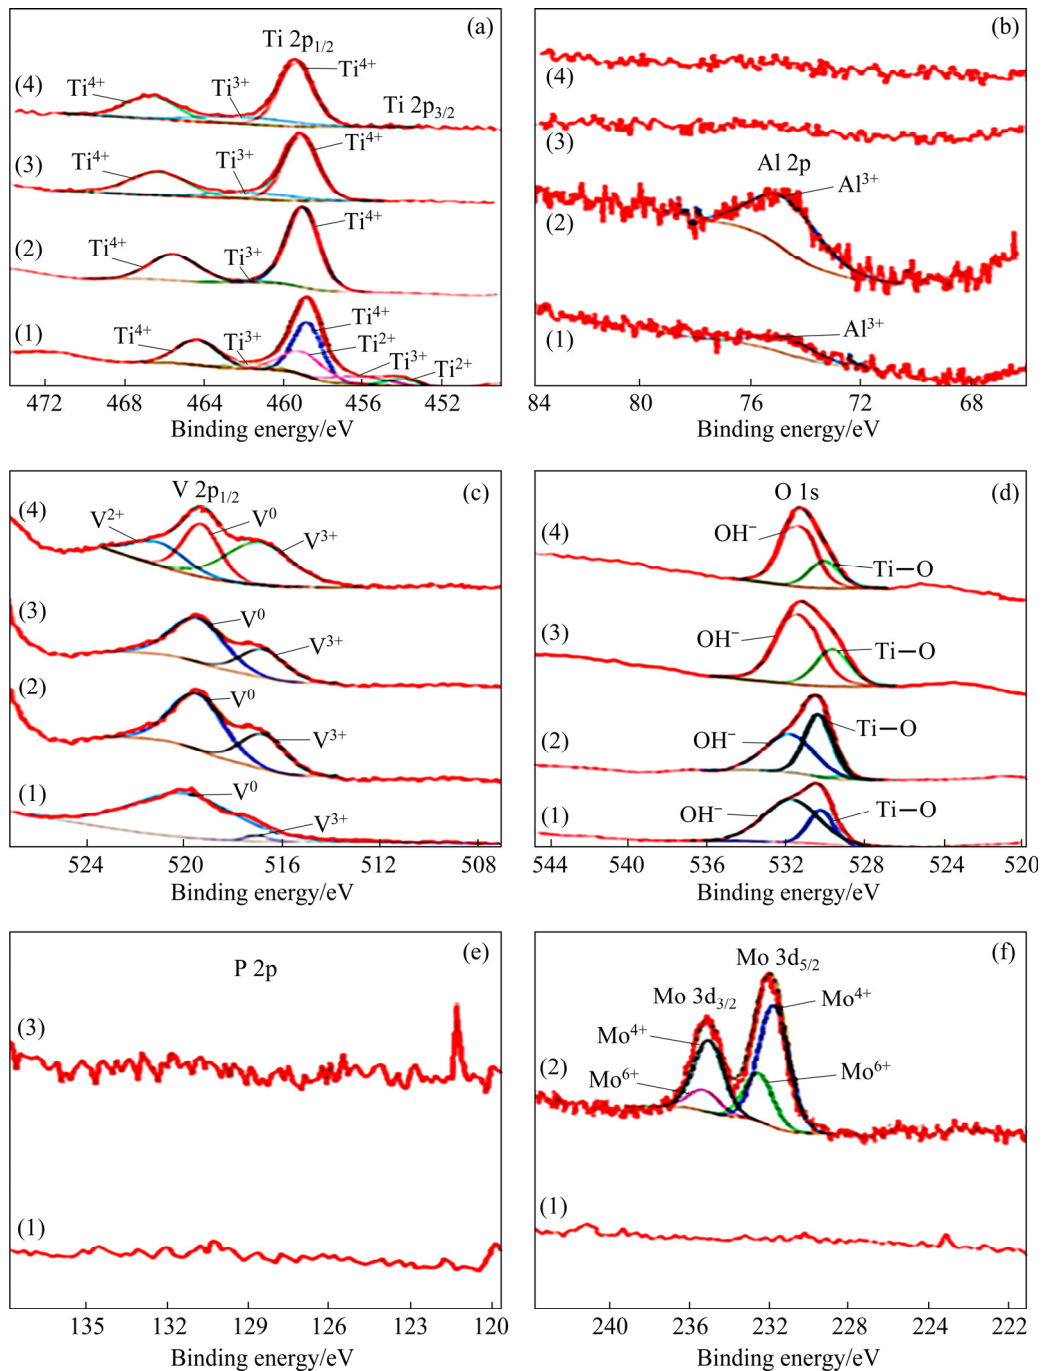 (a)
Ti 2p1/2
(4)
Ti4+
Ti3+
Ti4+
Ti 2p3/2
(3)
Ti4+
Ti3+
Ti4+
(2)
Ti4+
Ti3+
Ti4+
(1)
Ti4+
Ti3+
Ti4+
Ti2+
Ti3+
Ti2+
472 468 464 460 456 452
Binding energy/eV
(b)
(4)
(3)
Al 2p
Al3+
(2)
Al3+
(1)
84 80 76 72 68
Binding energy/eV
(c)
V 2p1/2
(4)
V2+
V0
V3+
(3)
V0
V3+
(2)
V0
V3+
(1)
V0
V3+
524 520 516 512 508
Binding energy/eV
(d)
O 1s
(4)
OH−
Ti—O
(3)
OH−
Ti—O
(2)
OH−
Ti—O
(1)
OH−
Ti—O
544 540 536 532 528 524 520
Binding energy/eV
(e)
P 2p
(3)
(1)
135 132 129 126 123 120
Binding energy/eV
(f)
Mo 3d5/2
Mo 3d3/2
Mo4+
Mo4+
(2)
Mo6+
Mo6+
(1)
240 236 232 228 224 222
Binding energy/eV